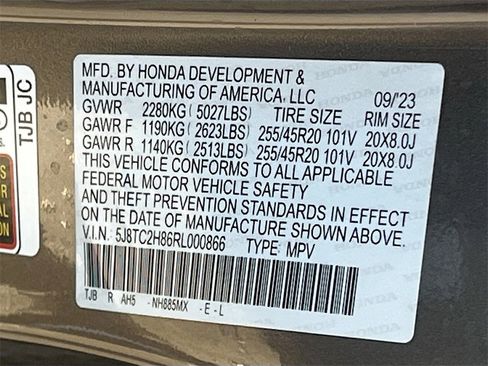 MFD. BY HONDA DEVELOPMENT &
MANUFACTURING OF AMERICA, LLC 09/'23
GVWR 2280KG (5027LBS) TIRE SIZE RIM SIZE
GAWR F 1190KG (2623LBS) 255/45R20 101V 20X8.0J
GAWR R 1140KG (2513LBS) 255/45R20 101V 20X8.0J
THIS VEHICLE CONFORMS TO ALL APPLICABLE
FEDERAL MOTOR VEHICLE SAFETY
AND THEFT PREVENTION STANDARDS IN EFFECT
ON THE DATE OF MANUFACTURE SHOWN ABOVE.
V.I.N. 5J8TC2H86RL000866 TYPE: MPV
TJB R AH5 -NH885MX -E-L
TJB JC